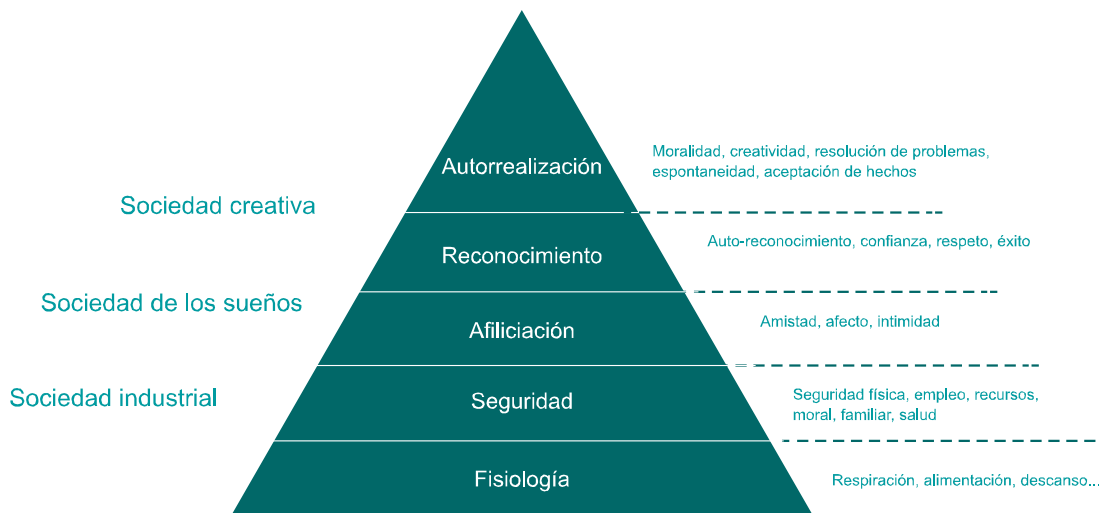 Autorrealización
Moralidad, creatividad, resolución de problemas,
espontaneidad, aceptación de hechos
Sociedad creativa
Reconocimiento
Auto-reconocimiento, confianza, respeto, éxito
Sociedad de los sueños
Afiliciación
Amistad, afecto, intimidad
Sociedad industrial
Seguridad
Seguridad física, empleo, recursos,
moral, familiar, salud
Fisiología
Respiración, alimentación, descanso...